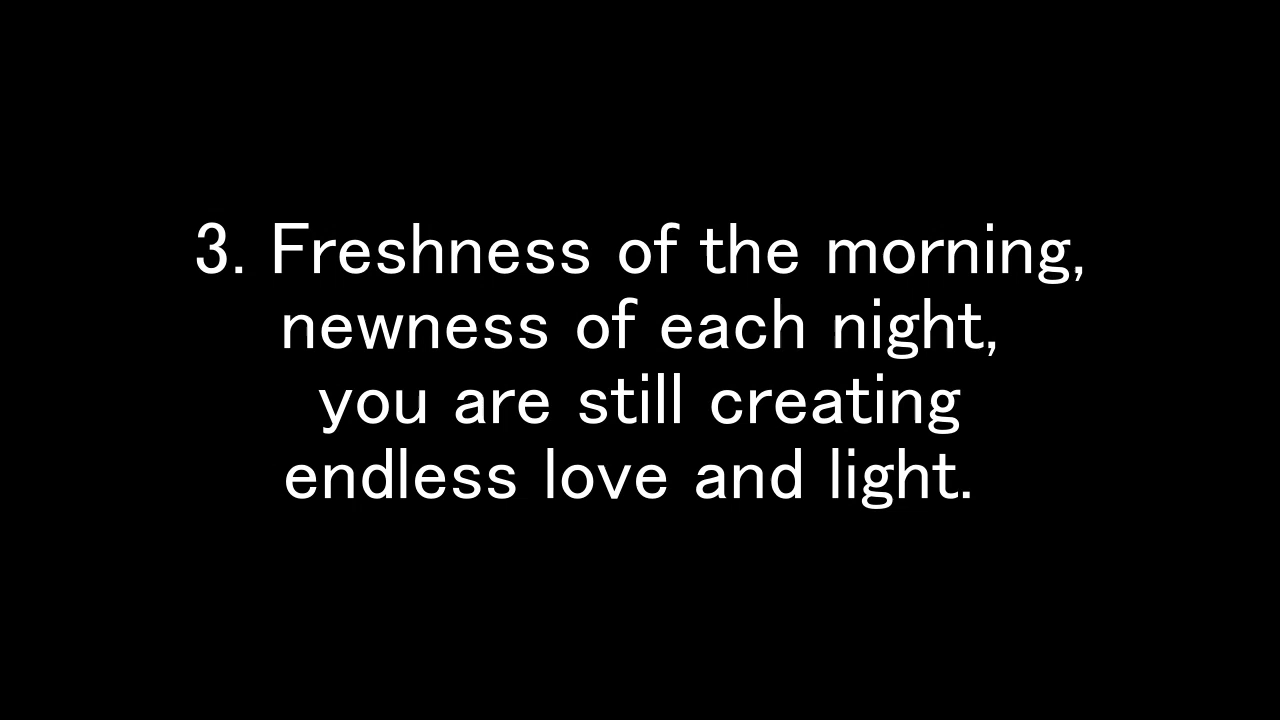 3. Freshness of the morning,
newness of each night,
you are still creating
endless love and light.